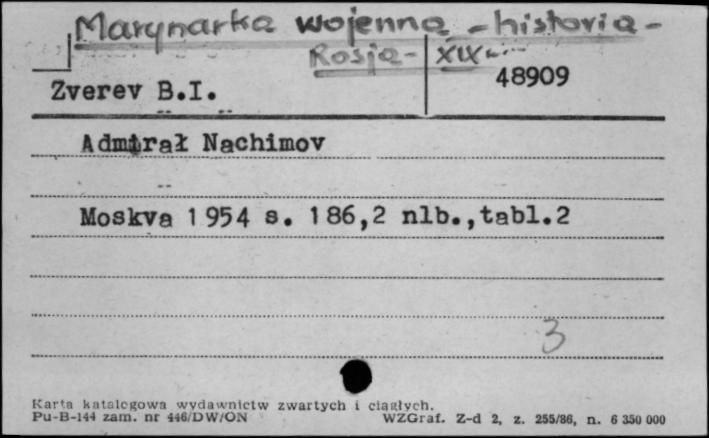 Marynarka wojenna - historia -
Rosja - XIX w.
48909
Zverev B.I.
Admirał Nachimov
Moskva 1954 s. 186,2 nlb.,tabl.2
3
Karta katalogowa wydawnictw zwartych i ciągłych.
Pu-B-144 zam. nr 446/DW/ON WZGraf. Z-d 2, z. 255/86, n. 6 350 000